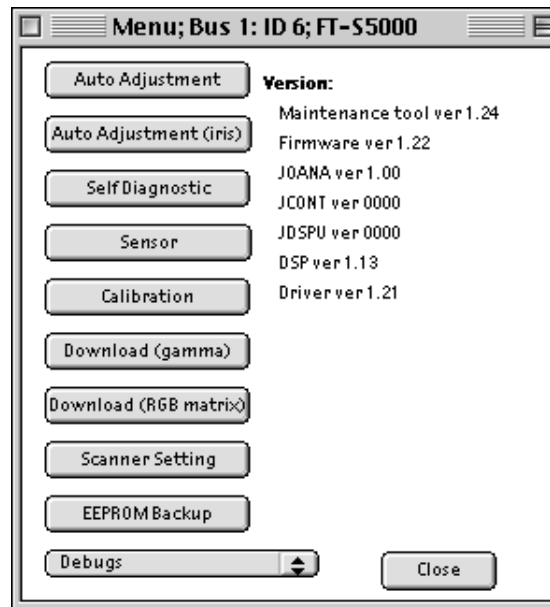 Menu; Bus 1: ID 6; FT-S5000
Auto Adjustment
Auto Adjustment (iris)
Self Diagnostic
Sensor
Calibration
Download (gamma)
Download (RGB matrix)
Scanner Setting
EEPROM Backup
Debugs
Version:
Maintenance tool ver 1.24
Firmware ver 1.22
JOANA ver 1.00
JCONT ver 0000
JDSPU ver 0000
DSP ver 1.13
Driver ver 1.21
Close